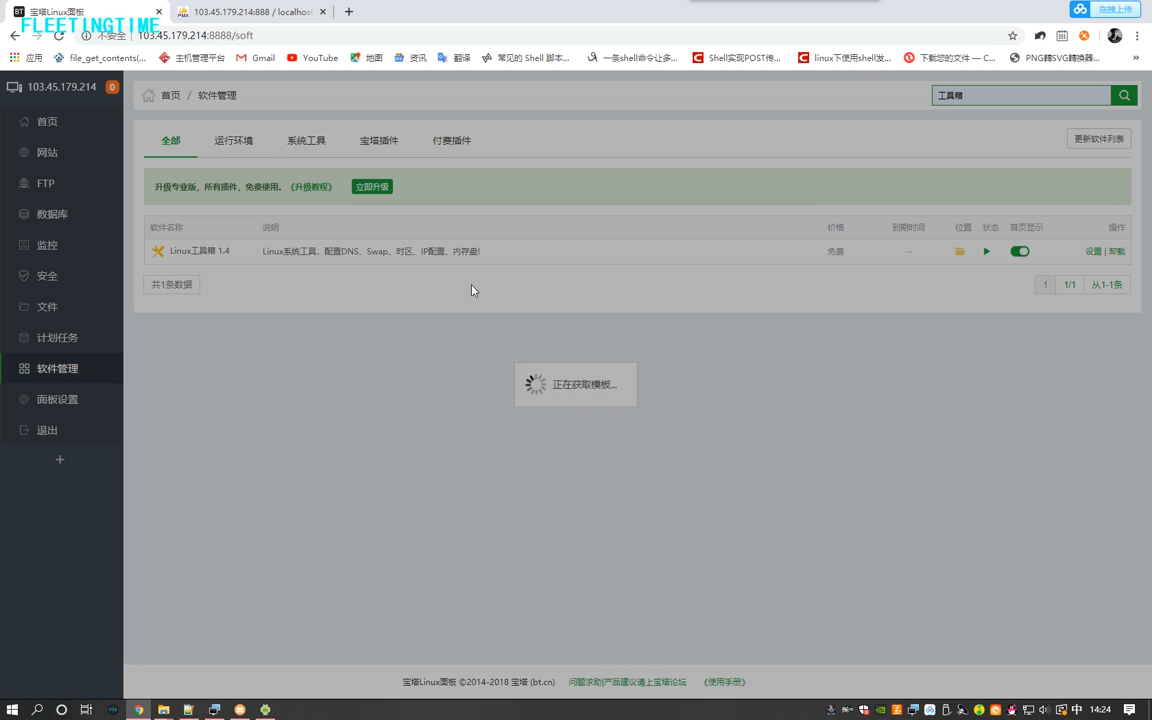 宝塔Linux面板
103.45.179.214:888 / localhos
拖拽上传
FLEETINGTIME
不安全 103.45.179.214:8888/soft
应用 file_get_contents(... 主机管理平台 Gmail YouTube 地图 资讯 翻译 常见的 Shell 脚本... 一条shell命令让多... Shell实现POST传... linux下使用shell发... 下载您的文件 — C... PNG轉SVG轉換器... »
103.45.179.214 0
首页
网站
FTP
数据库
监控
安全
文件
计划任务
软件管理
面板设置
退出
首页 / 软件管理
工具箱
全部 运行环境 系统工具 宝塔插件 付费插件
更新软件列表
升级专业版，所有插件，免费使用。《升级教程》 立即升级
软件名称 说明 价格 到期时间 位置 状态 首页显示 操作
Linux工具箱 1.4 Linux系统工具，配置DNS、Swap、时区、IP配置、内存盘! 免费 -- 设置 | 卸载
共1条数据 1 1/1 从1-1条
正在获取模板...
宝塔Linux面板 ©2014-2018 宝塔 (bt.cn) 问题求助|产品建议请上宝塔论坛 《使用手册》
中 14:24